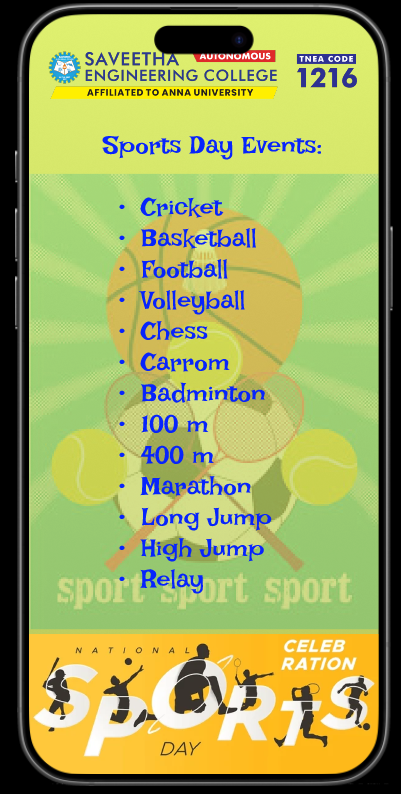 SAVEETHA AUTONOMOUS
ENGINEERING COLLEGE
AFFILIATED TO ANNA UNIVERSITY
TNEA CODE
1216
Sports Day Events:
• Cricket
• Basketball
• Football
• Volleyball
• Chess
• Carrom
• Badminton
• 100 m
• 400 m
• Marathon
• Long Jump
• High Jump
• Relay
sport sport sport
NATIONAL
SpORTS
DAY
CELEB
RATION